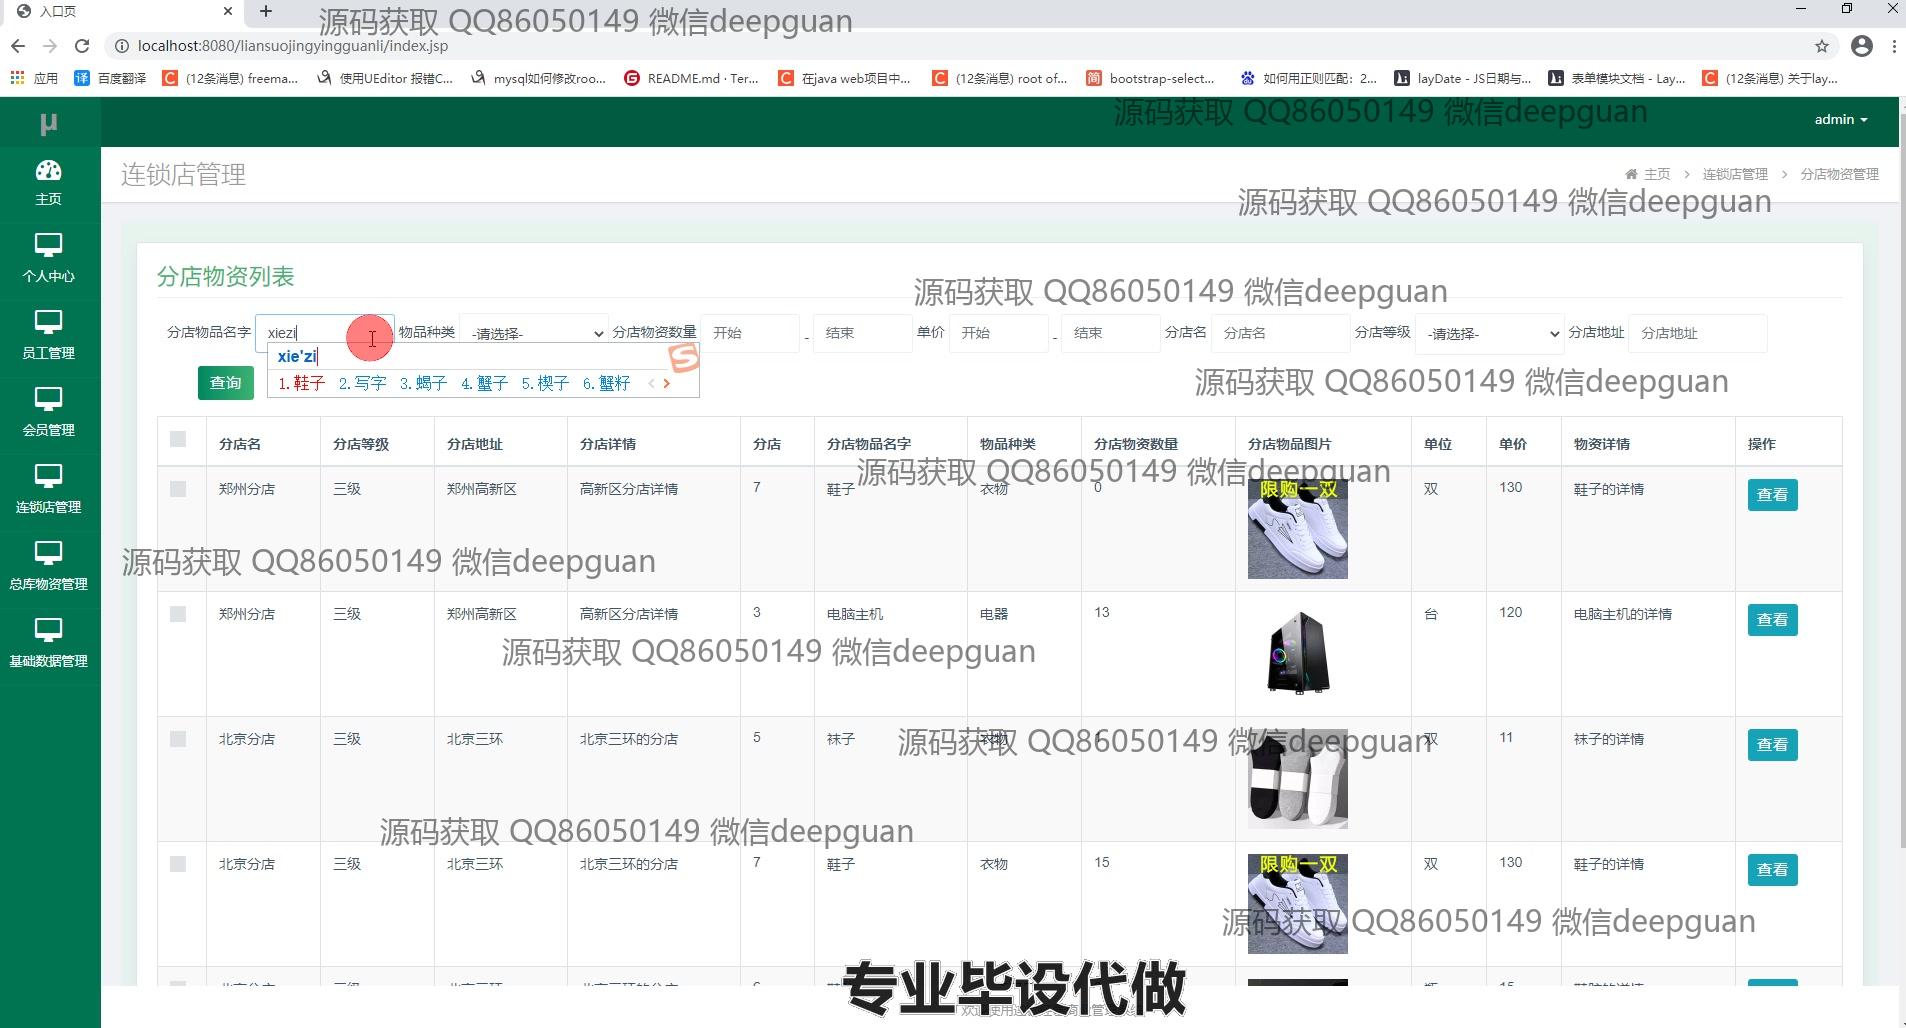 入口页
源码获取 QQ86050149 微信deepguan
localhost:8080/liansuojingyingguanli/index.jsp
应用 百度翻译 (12条消息) freema... 使用UEditor 报错C... mysql如何修改roo... README.md · Ter... 在java web项目中... (12条消息) root of... bootstrap-select... 如何用正则匹配：2... layDate - JS日期与... 表单模块文档 - Lay... (12条消息) 关于lay...
μ
源码获取 QQ86050149 微信deepguan
admin
主页
个人中心
员工管理
会员管理
连锁店管理
总库物资管理
基础数据管理
连锁店管理
主页 > 连锁店管理 > 分店物资管理
源码获取 QQ86050149 微信deepguan
分店物资列表
源码获取 QQ86050149 微信deepguan
分店物品名字 xiezi 物品种类 -请选择- 分店物资数量 开始 - 结束 单价 开始 - 结束 分店名 分店名 分店等级 -请选择- 分店地址 分店地址
xie'zi
查询 1.鞋子 2.写字 3.蝎子 4.蟹子 5.楔子 6.蟹籽
源码获取 QQ86050149 微信deepguan
分店名 分店等级 分店地址 分店详情 分店 分店物品名字 物品种类 分店物资数量 分店物品图片 单位 单价 物资详情 操作
源码获取 QQ86050149 微信deepguan
郑州分店 三级 郑州高新区 高新区分店详情 7 鞋子 衣物 0 限购一双 双 130 鞋子的详情 查看
源码获取 QQ86050149 微信deepguan
郑州分店 三级 郑州高新区 高新区分店详情 3 电脑主机 电器 13 台 120 电脑主机的详情 查看
源码获取 QQ86050149 微信deepguan
北京分店 三级 北京三环 北京三环的分店 5 袜子 衣物 1 双 11 袜子的详情 查看
源码获取 QQ86050149 微信deepguan
源码获取 QQ86050149 微信deepguan
北京分店 三级 北京三环 北京三环的分店 7 鞋子 衣物 15 限购一双 双 130 鞋子的详情 查看
源码获取 QQ86050149 微信deepguan
专业毕设代做